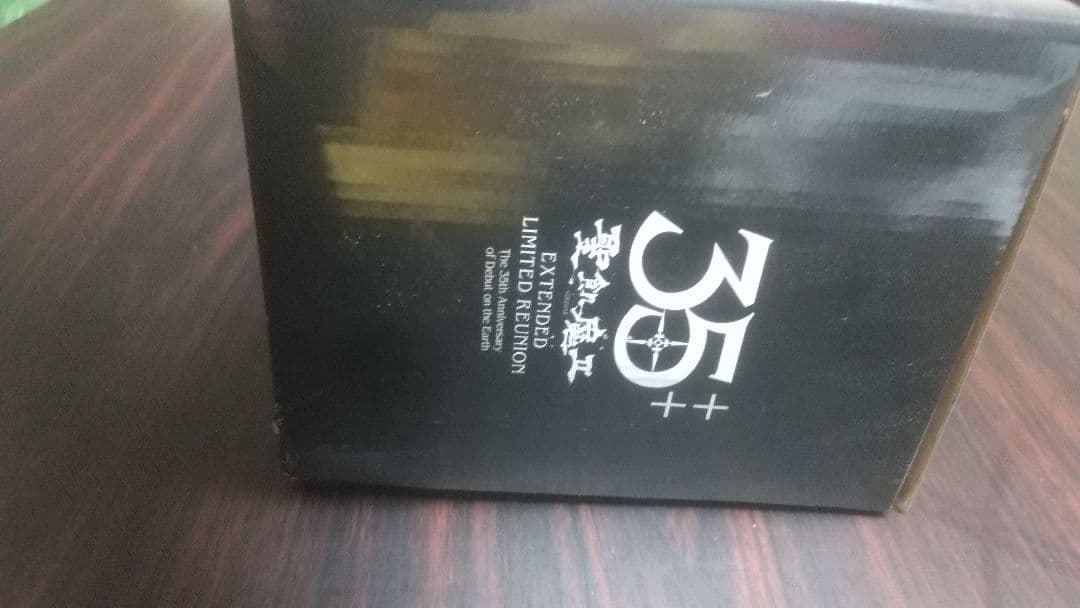 35++
聖飢魔II
EXTENDED
LIMITED REUNION
The 35th Anniversary
of Debut on the Earth